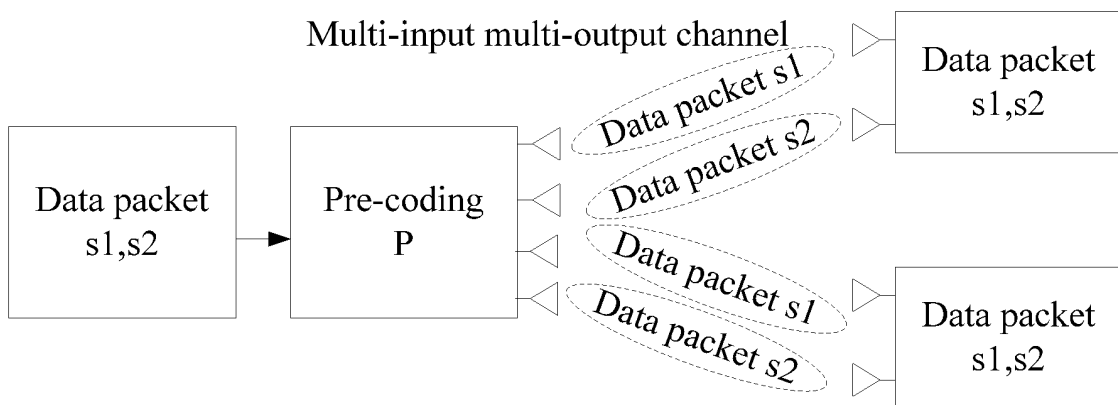 Multi-input multi-output channel
Data packet
s1,s2
Pre-coding
P
Data packet s1
Data packet s2
Data packet s1
Data packet s2
Data packet
s1,s2
Data packet
s1,s2